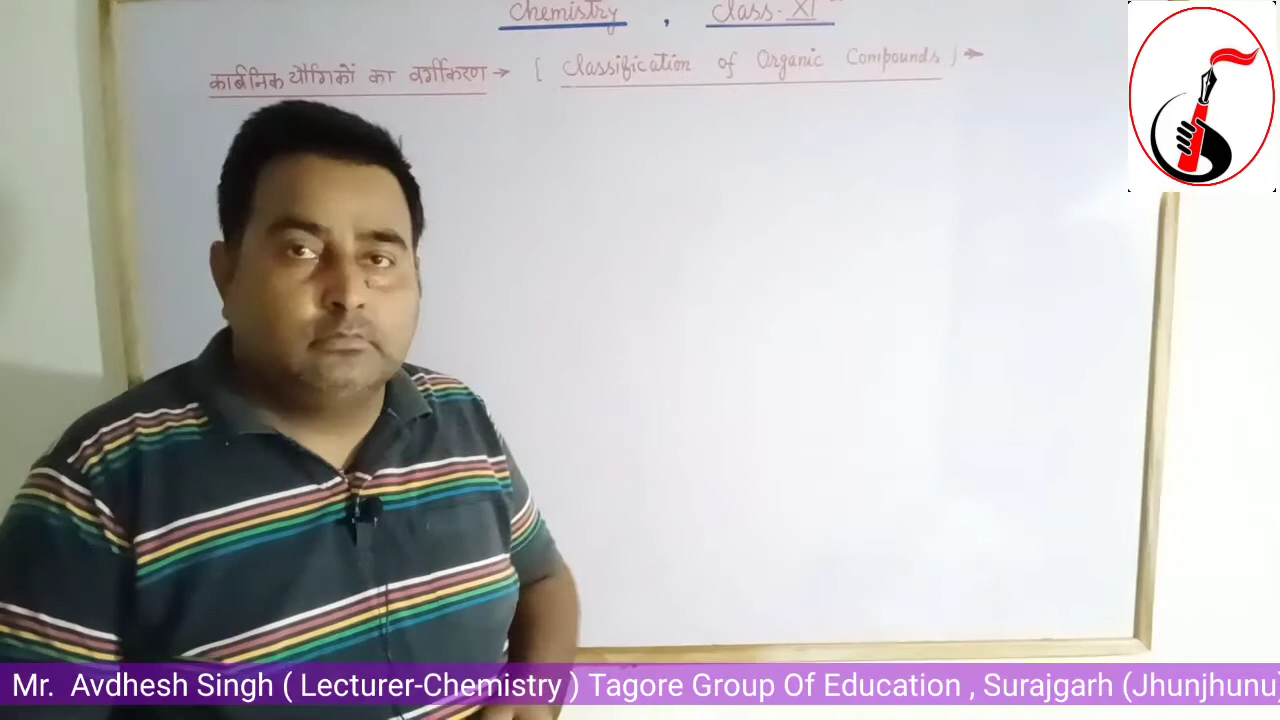 Chemistry , Class-XI
कार्बनिक यौगिकों का वर्गीकरण → [ Classification of Organic Compounds ] →
Mr. Avdhesh Singh ( Lecturer-Chemistry ) Tagore Group Of Education , Surajgarh (Jhunjhunu)